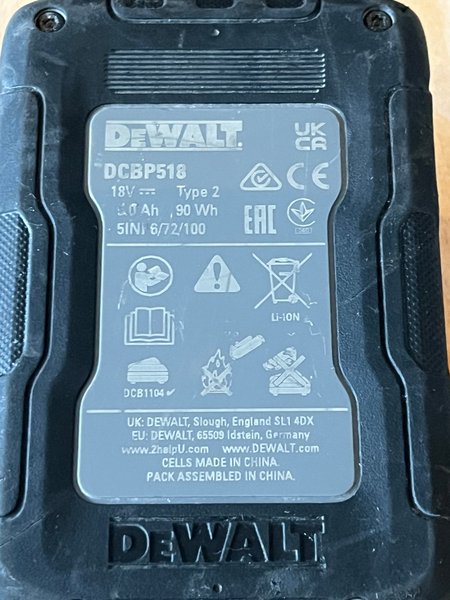 DEWALT
UK
CA
DCBP518
CE
18V Type 2
Ah 90 Wh
EAC
5INR 6/72/100
Li-ION
DCB1104
UK: DEWALT, Slough, England SL1 4DX
EU: DEWALT, 65509 Idstein, Germany
www.2helpU.com www.DEWALT.com
CELLS MADE IN CHINA.
PACK ASSEMBLED IN CHINA.
DEWALT